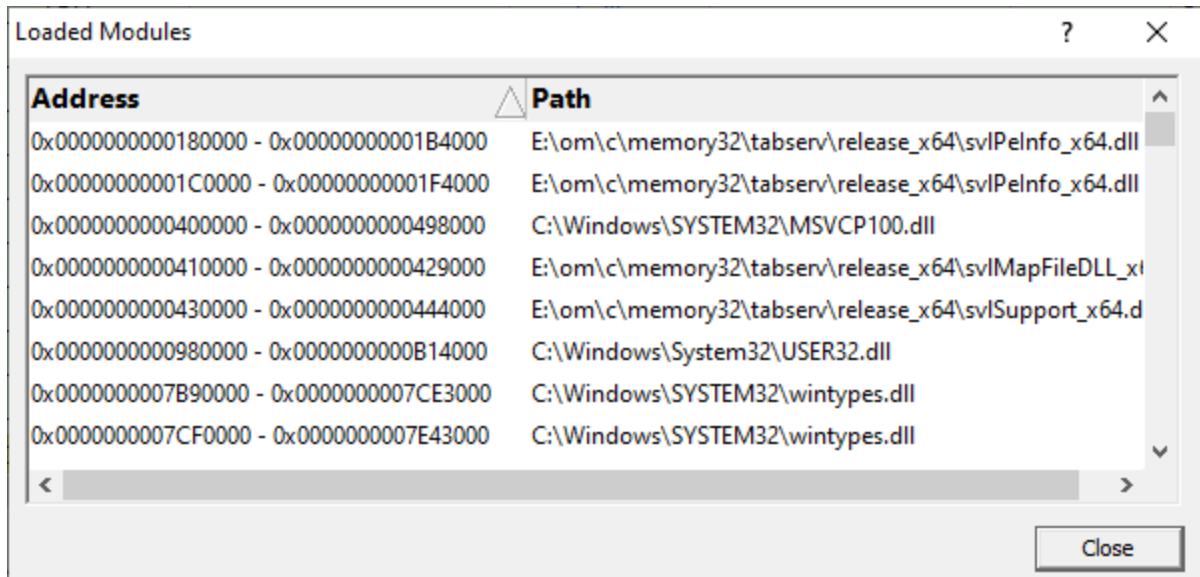 Loaded Modules ?
Address Path
0x0000000000180000 - 0x00000000001B4000 E:\om\c\memory32\tabserv\release_x64\svlPeInfo_x64.dll
0x00000000001C0000 - 0x00000000001F4000 E:\om\c\memory32\tabserv\release_x64\svlPeInfo_x64.dll
0x0000000000400000 - 0x0000000000498000 C:\Windows\SYSTEM32\MSVCP100.dll
0x0000000000410000 - 0x0000000000429000 E:\om\c\memory32\tabserv\release_x64\svlMapFileDLL_x6
0x0000000000430000 - 0x0000000000444000 E:\om\c\memory32\tabserv\release_x64\svlSupport_x64.d
0x0000000000980000 - 0x0000000000B14000 C:\Windows\System32\USER32.dll
0x0000000007B90000 - 0x0000000007CE3000 C:\Windows\SYSTEM32\wintypes.dll
0x0000000007CF0000 - 0x0000000007E43000 C:\Windows\SYSTEM32\wintypes.dll
Close